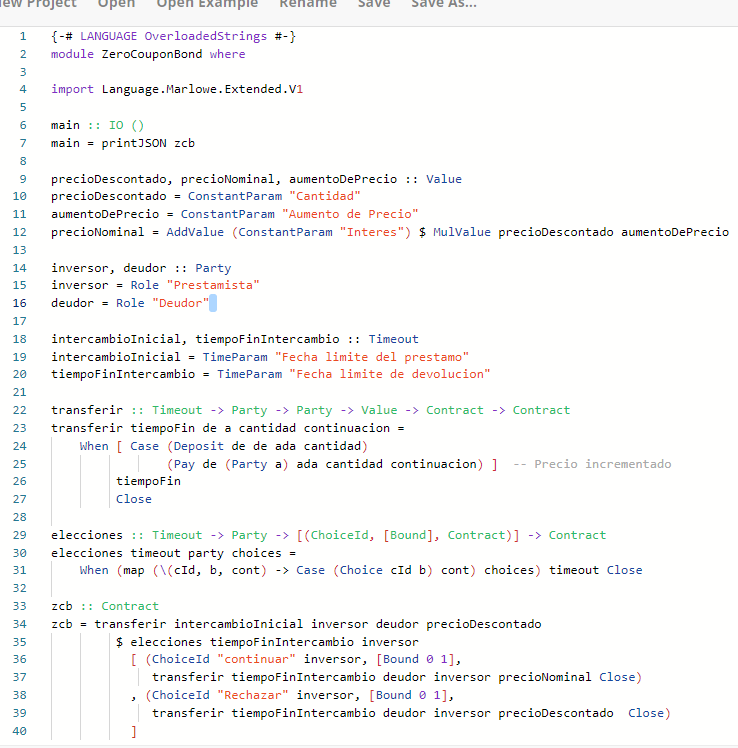 New Project Open Open Example Rename Save Save As...
1 {-# LANGUAGE OverloadedStrings #-}
2 module ZeroCouponBond where
3
4 import Language.Marlowe.Extended.V1
5
6 main :: IO ()
7 main = printJSON zcb
8
9 precioDescontado, precioNominal, aumentoDePrecio :: Value
10 precioDescontado = ConstantParam "Cantidad"
11 aumentoDePrecio = ConstantParam "Aumento de Precio"
12 precioNominal = AddValue (ConstantParam "Interes") $ MulValue precioDescontado aumentoDePrecio
13
14 inversor, deudor :: Party
15 inversor = Role "Prestamista"
16 deudor = Role "Deudor"
17
18 intercambioInicial, tiempoFinIntercambio :: Timeout
19 intercambioInicial = TimeParam "Fecha limite del prestamo"
20 tiempoFinIntercambio = TimeParam "Fecha limite de devolucion"
21
22 transferir :: Timeout -> Party -> Party -> Value -> Contract -> Contract
23 transferir tiempoFin de a cantidad continuacion =
24 When [ Case (Deposit de de ada cantidad)
25 (Pay de (Party a) ada cantidad continuacion) ] -- Precio incrementado
26 tiempoFin
27 Close
28
29 elecciones :: Timeout -> Party -> [(ChoiceId, [Bound], Contract)] -> Contract
30 elecciones timeout party choices =
31 When (map (\(cId, b, cont) -> Case (Choice cId b) cont) choices) timeout Close
32
33 zcb :: Contract
34 zcb = transferir intercambioInicial inversor deudor precioDescontado
35 $ elecciones tiempoFinIntercambio inversor
36 [ (ChoiceId "continuar" inversor, [Bound 0 1],
37 transferir tiempoFinIntercambio deudor inversor precioNominal Close)
38 , (ChoiceId "Rechazar" inversor, [Bound 0 1],
39 transferir tiempoFinIntercambio deudor inversor precioDescontado Close)
40 ]